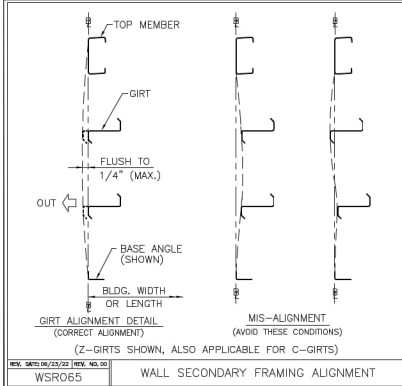 TOP MEMBER
GIRT
FLUSH TO
1/4" (MAX.)
OUT
BASE ANGLE
(SHOWN)
BLDG. WIDTH
OR LENGTH
GIRT ALIGNMENT DETAIL
(CORRECT ALIGNMENT)
MIS-ALIGNMENT
(AVOID THESE CONDITIONS)
(Z-GIRTS SHOWN, ALSO APPLICABLE FOR C-GIRTS)
REV. DATE: 06/23/22 REV. NO. 00
WSR065
WALL SECONDARY FRAMING ALIGNMENT